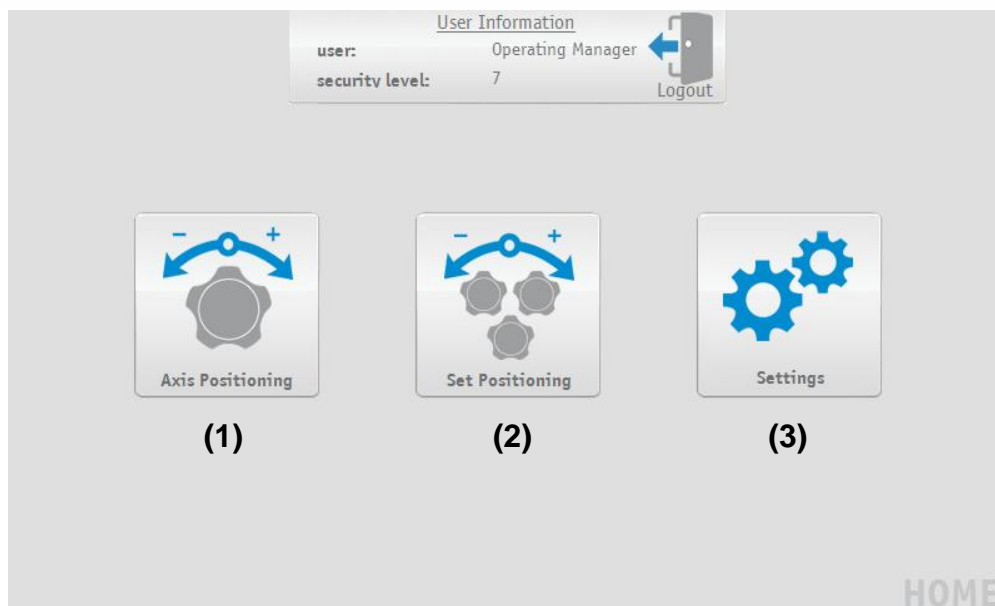 User Information
user: Operating Manager
security level: 7
Logout
- + - +
Axis Positioning Set Positioning Settings
(1) (2) (3)
HOME